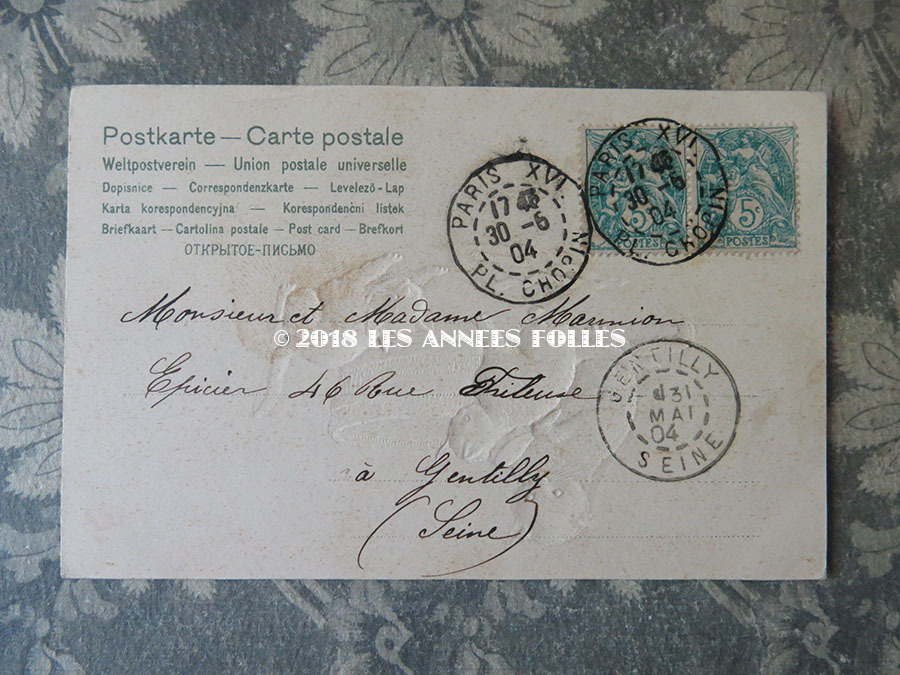 Postkarte — Carte postale
Weltpostverein — Union postale universelle
Dopisnice — Correspondenzkarte — Levelező-Lap
Karta korespondencyjna — Korespondenční lístek
Briefkaart — Cartolina postale — Post card — Brefkort
ОТКРЫТОЕ-ПИСЬМО
PARIS XVI
17
30 -5
04
PL. CHOPIN
PARIS XVI
17
30 -5
04
PL. CHOPIN
5c
POSTES
5c
POSTES
Monsieur et Madame Marmion
© 2018 LES ANNEES FOLLES
Epicier 46 Rue Frileuse
GENTILLY
31
MAI
04
SEINE
à Gentilly
(Seine)